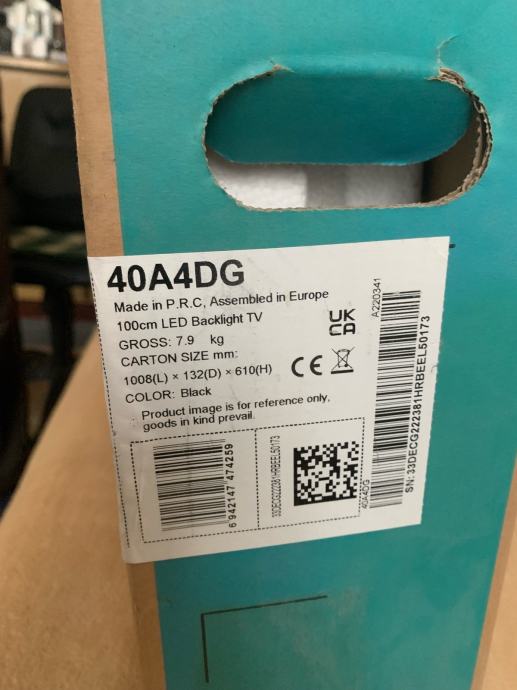 40A4DG
Made in P.R.C, Assembled in Europe
100cm LED Backlight TV
GROSS: 7.9 kg
CARTON SIZE mm:
1008(L) × 132(D) × 610(H)
COLOR: Black
Product image is for reference only,
goods in kind prevail.
UK
CA
CE
6 942147 474259
33DECG222381HRBEEL50173
40A4DG
A220341
SN: 33DECG222381HRBEEL50173